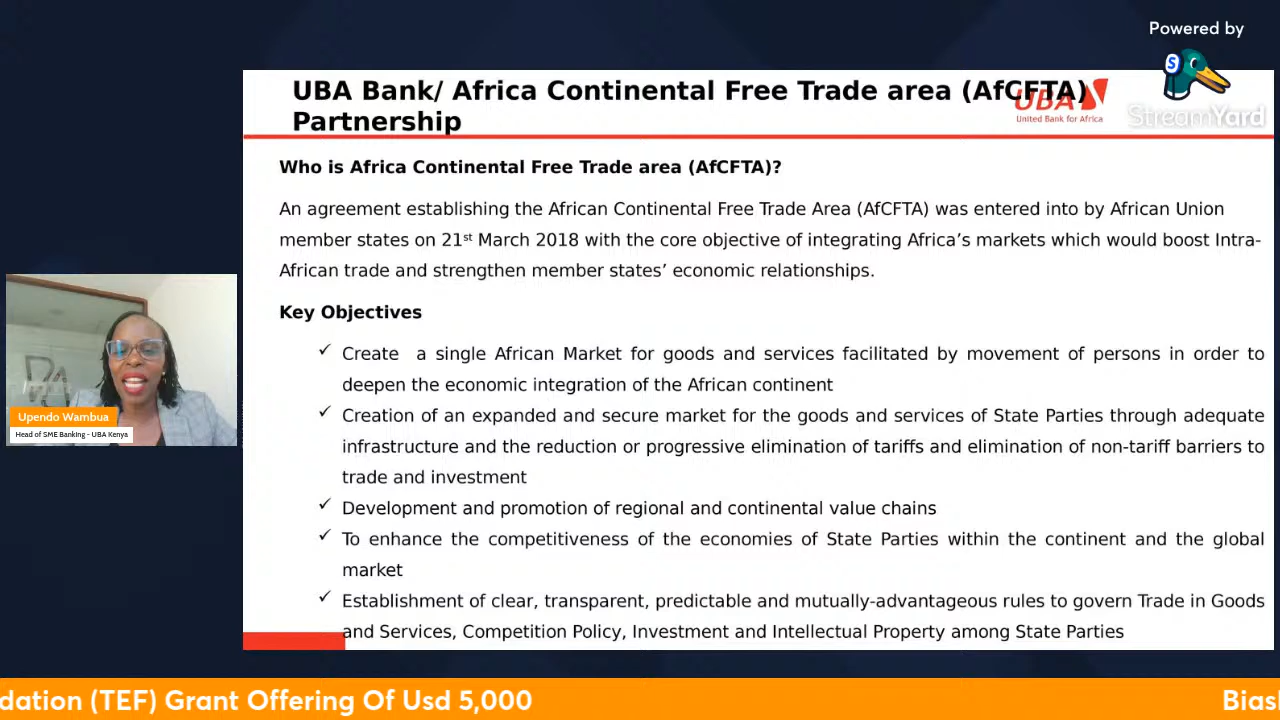 Powered by
StreamYard
UBA Bank/ Africa Continental Free Trade area (AfCFTA)
Partnership
UBA
United Bank for Africa
Who is Africa Continental Free Trade area (AfCFTA)?
An agreement establishing the African Continental Free Trade Area (AfCFTA) was entered into by African Union
member states on 21st March 2018 with the core objective of integrating Africa’s markets which would boost Intra-
African trade and strengthen member states’ economic relationships.
Key Objectives
✓ Create a single African Market for goods and services facilitated by movement of persons in order to
deepen the economic integration of the African continent
✓ Creation of an expanded and secure market for the goods and services of State Parties through adequate
infrastructure and the reduction or progressive elimination of tariffs and elimination of non-tariff barriers to
trade and investment
✓ Development and promotion of regional and continental value chains
✓ To enhance the competitiveness of the economies of State Parties within the continent and the global
market
✓ Establishment of clear, transparent, predictable and mutually-advantageous rules to govern Trade in Goods
and Services, Competition Policy, Investment and Intellectual Property among State Parties
Upendo Wambua
Head of SME Banking - UBA Kenya
dation (TEF) Grant Offering Of Usd 5,000
Bias